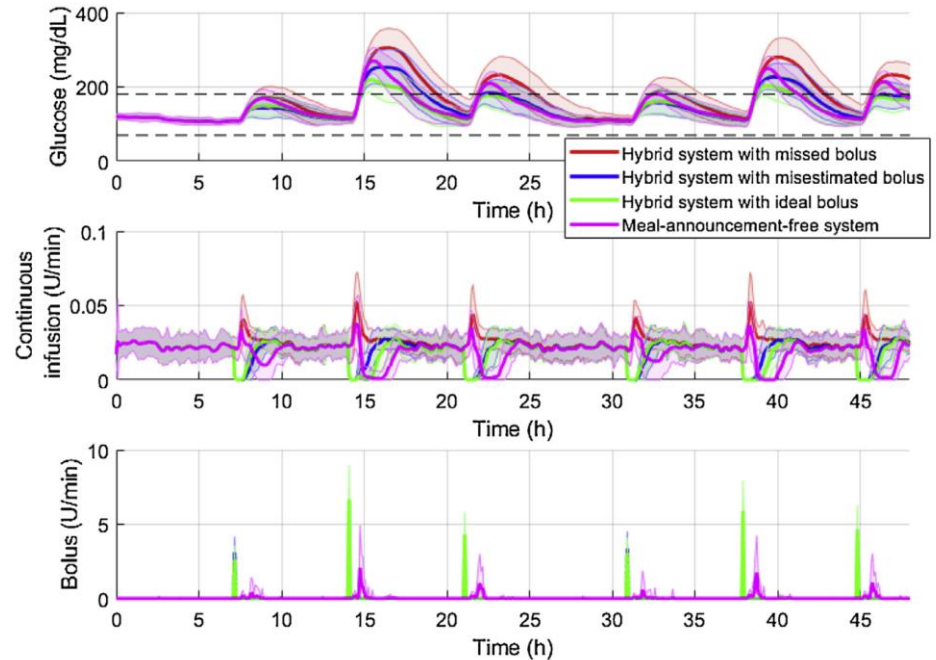 Glucose (mg/dL)
400
200
0
0 5 10 15 20 25
Time (h)
Hybrid system with missed bolus
Hybrid system with misestimated bolus
Hybrid system with ideal bolus
Meal-announcement-free system
Continuous
infusion (U/min)
0.1
0.05
0
0 5 10 15 20 25 30 35 40 45
Time (h)
Bolus (U/min)
10
5
0
0 5 10 15 20 25 30 35 40 45
Time (h)